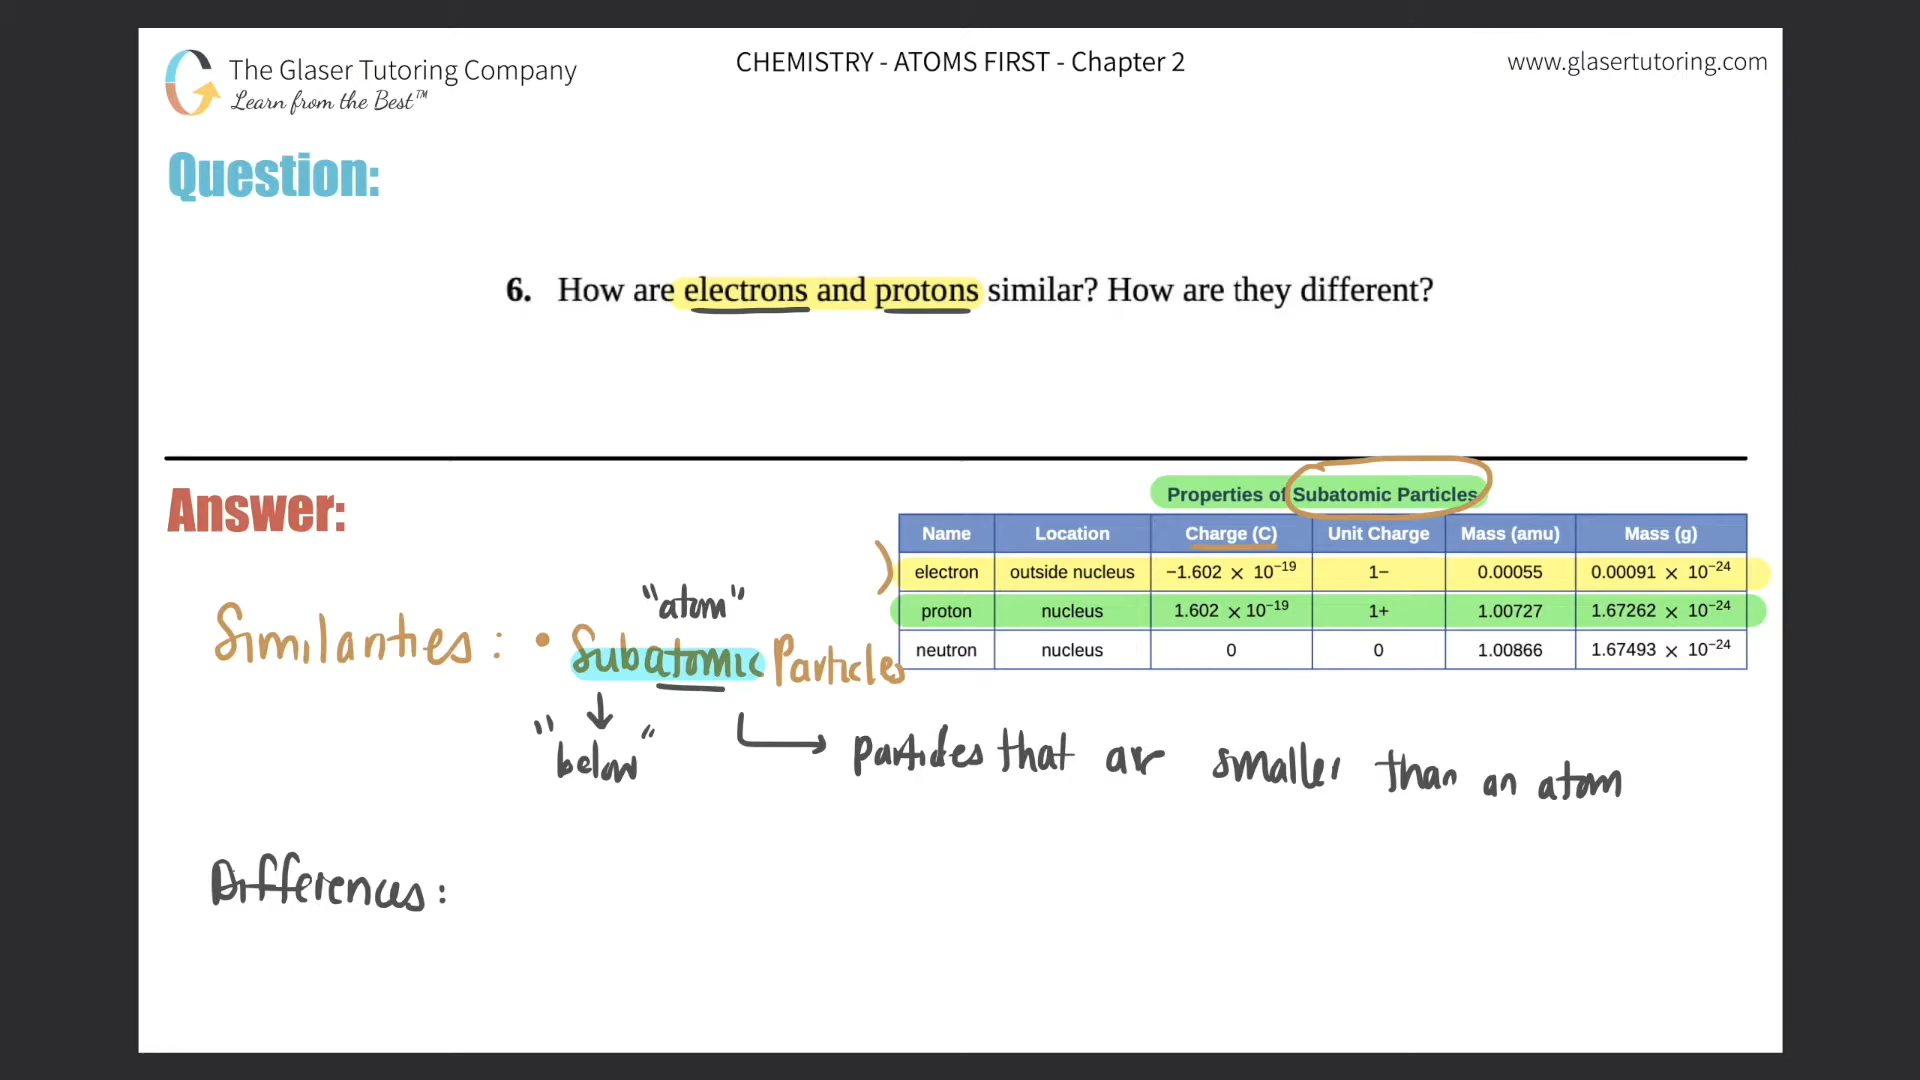 The Glaser Tutoring Company
Learn from the Best™
CHEMISTRY - ATOMS FIRST - Chapter 2
www.glasertutoring.com
Question:
6. How are electrons and protons similar? How are they different?
Answer:
Properties of Subatomic Particles
Name Location Charge (C) Unit Charge Mass (amu) Mass (g)
electron outside nucleus −1.602 × 10⁻¹⁹ 1− 0.00055 0.00091 × 10⁻²⁴
proton nucleus 1.602 × 10⁻¹⁹ 1+ 1.00727 1.67262 × 10⁻²⁴
neutron nucleus 0 0 1.00866 1.67493 × 10⁻²⁴
"atom"
Similarities: • Subatomic Particles
"below"
particles that are smaller than an atom
Differences: